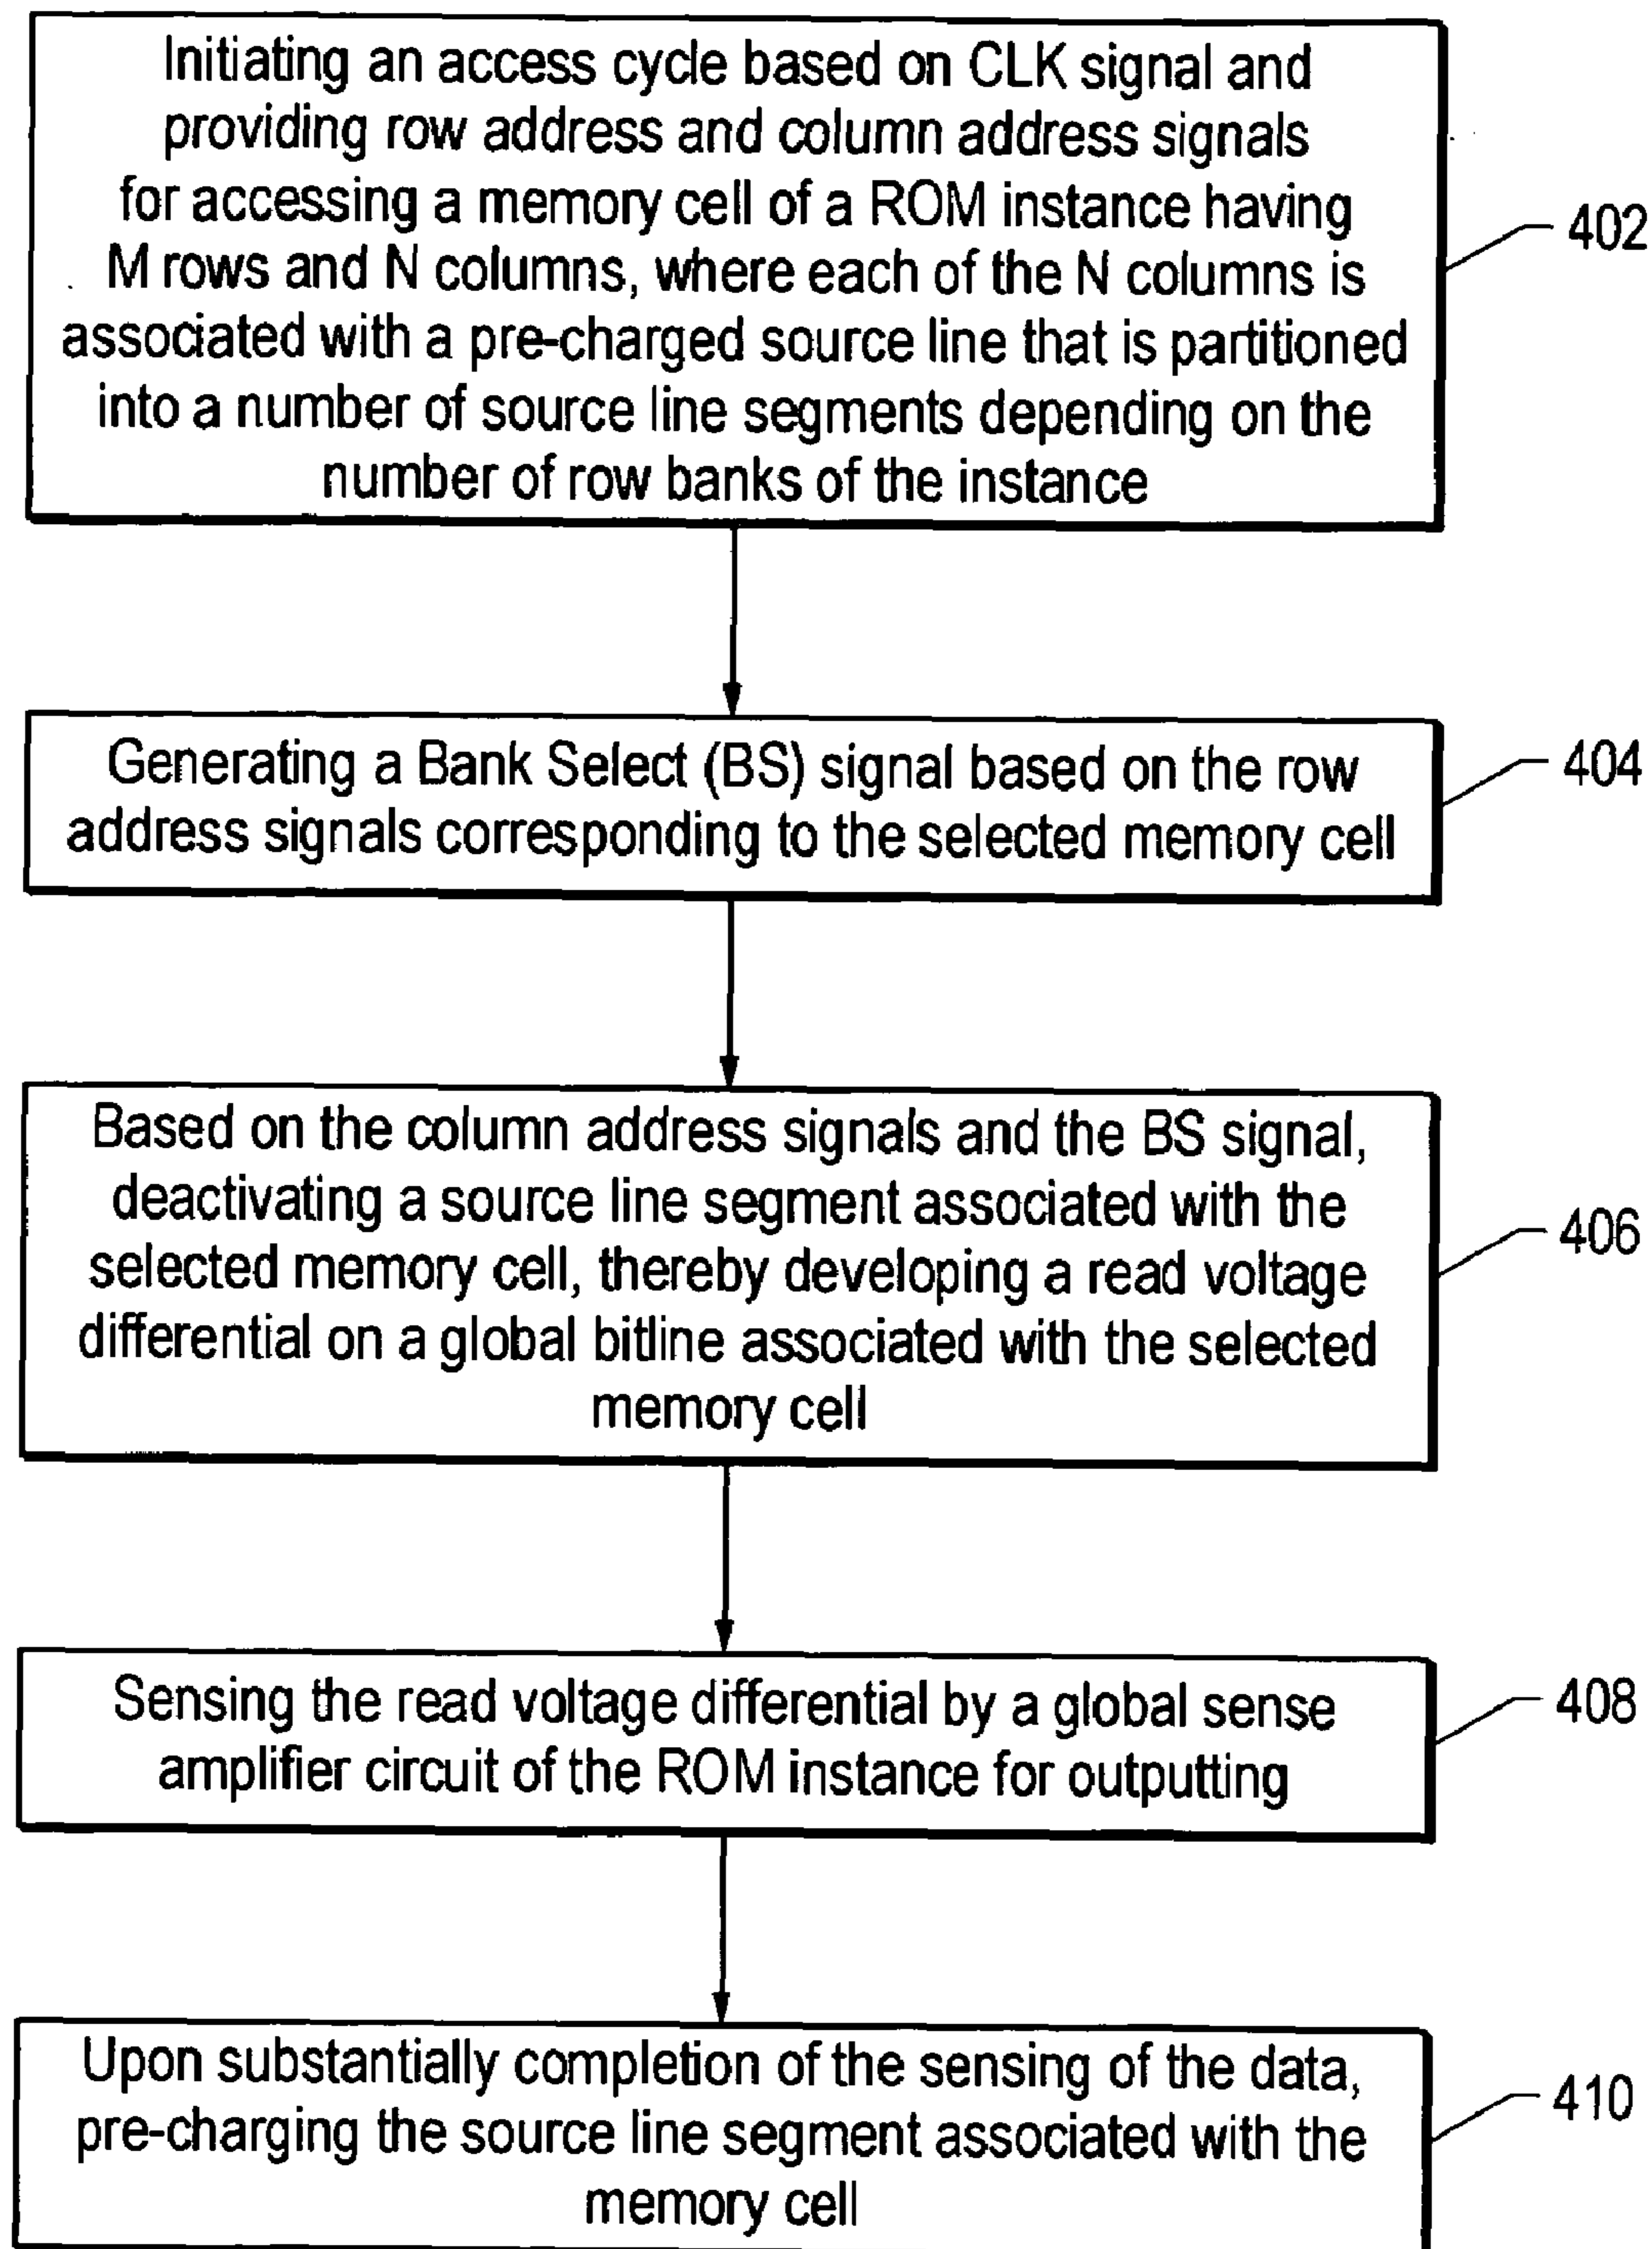 Initiating an access cycle based on CLK signal and
providing row address and column address signals
for accessing a memory cell of a ROM instance having
M rows and N columns, where each of the N columns is
associated with a pre-charged source line that is partitioned
into a number of source line segments depending on the
number of row banks of the instance
402
Generating a Bank Select (BS) signal based on the row
address signals corresponding to the selected memory cell
404
Based on the column address signals and the BS signal,
deactivating a source line segment associated with the
selected memory cell, thereby developing a read voltage
differential on a global bitline associated with the selected
memory cell
406
Sensing the read voltage differential by a global sense
amplifier circuit of the ROM instance for outputting
408
Upon substantially completion of the sensing of the data,
pre-charging the source line segment associated with the
memory cell
410